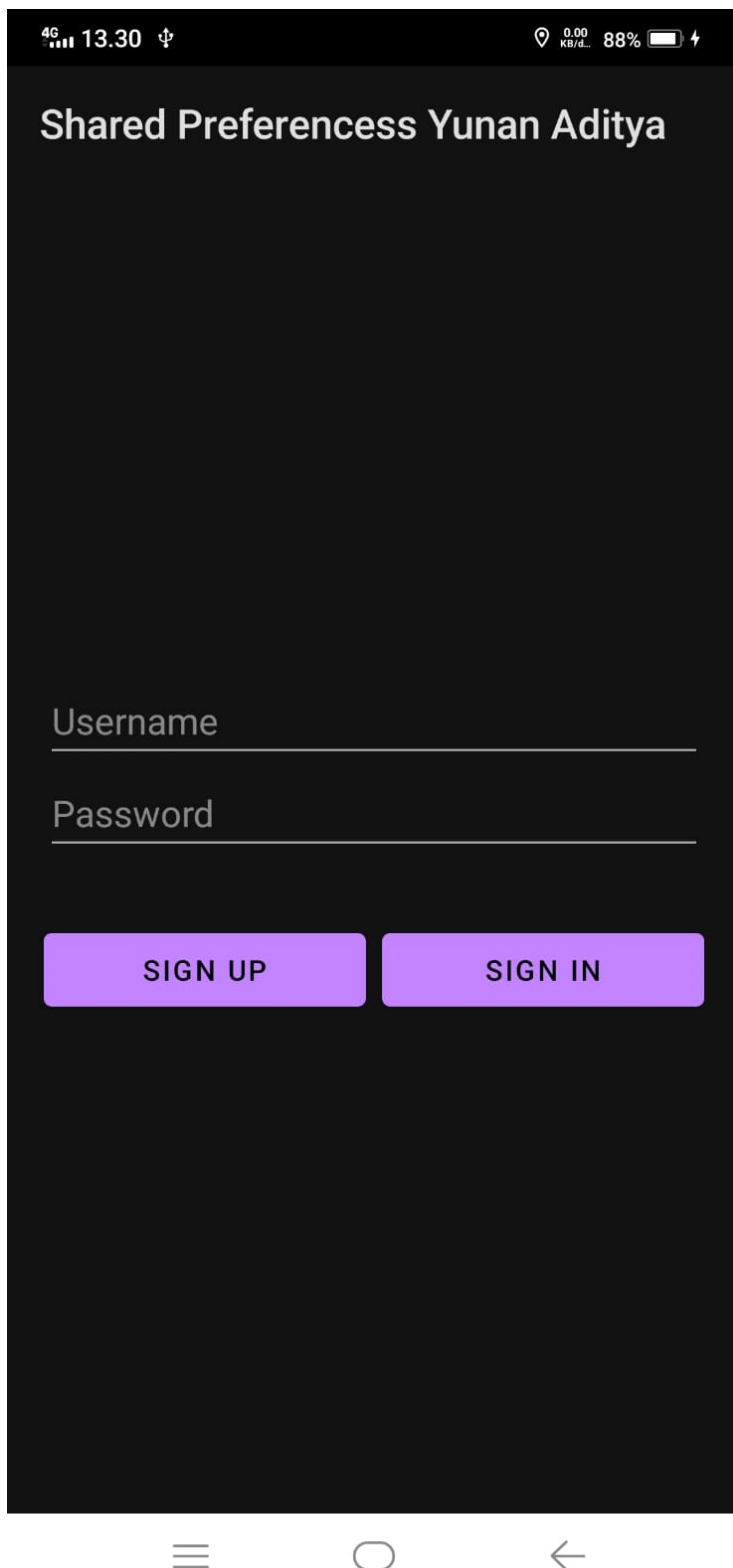 4G 13.30 0.00 KB/d... 88%
Shared Preferencess Yunan Aditya
Username
Password
SIGN UP SIGN IN